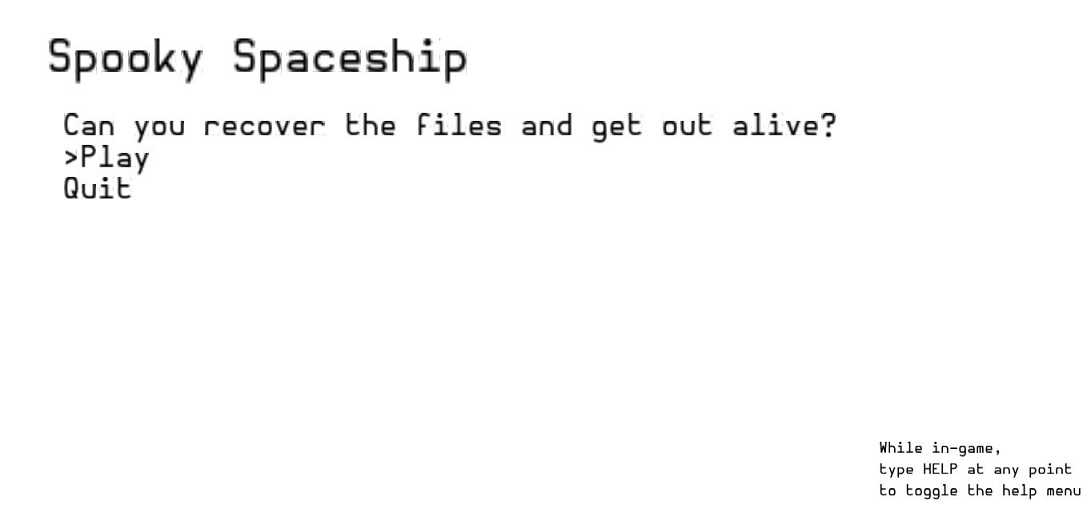 Spooky Spaceship
Can you recover the files and get out alive?
>Play
Quit
While in-game,
type HELP at any point
to toggle the help menu